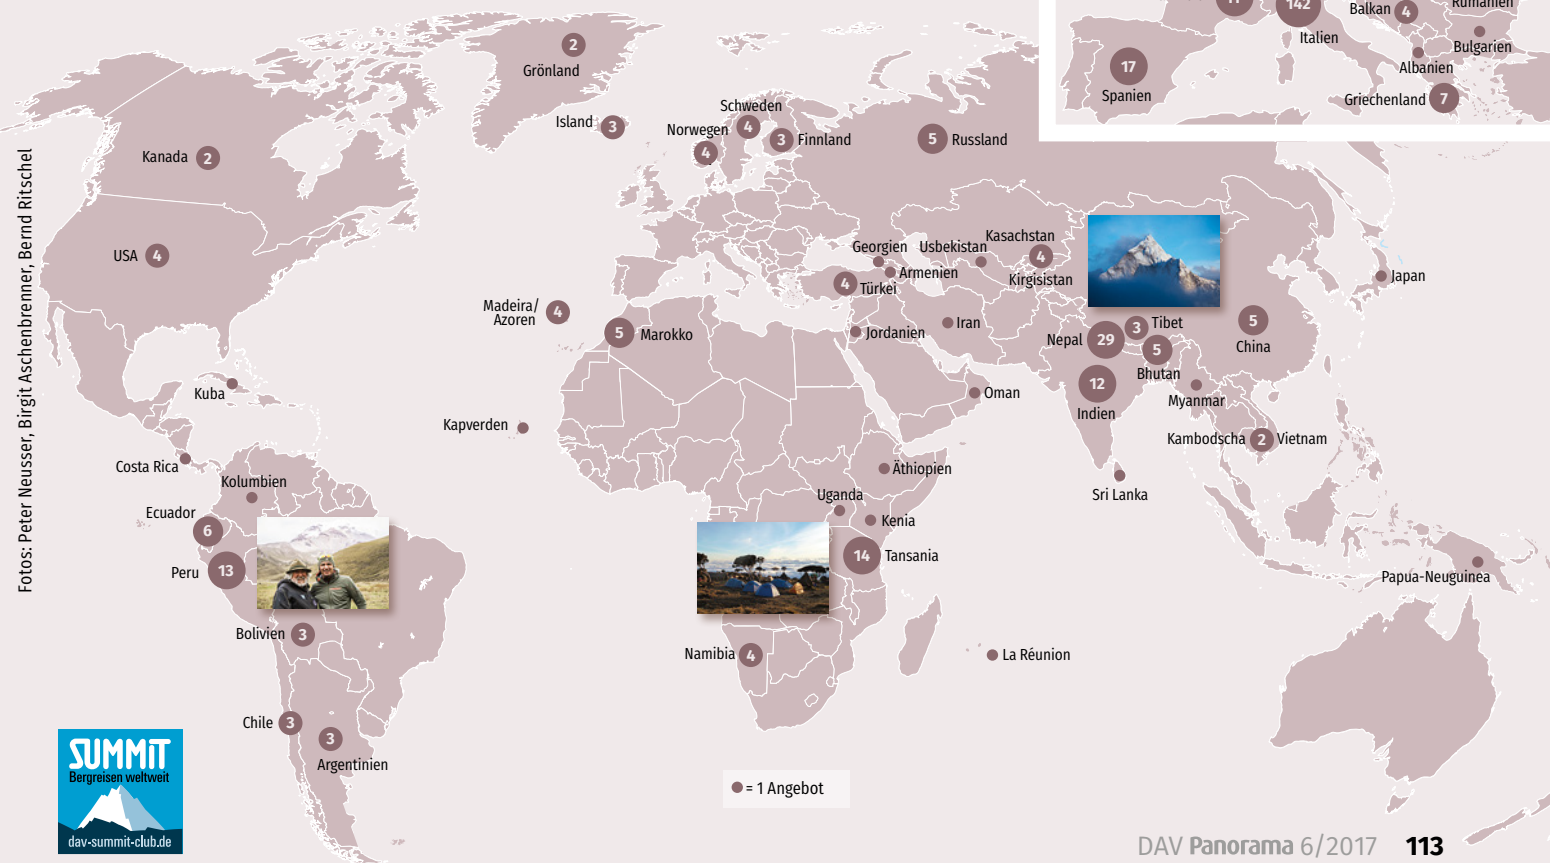 11
142
Italien
Balkan 4
Rumänien
Bulgarien
Albanien
Griechenland 7
17
Spanien
2
Grönland
Island 3
Schweden
4
Norwegen
4
3 Finnland
5 Russland
Kanada 2
USA 4
Madeira/
Azoren 4
5 Marokko
Georgien
Armenien
4 Türkei
Usbekistan
Kasachstan
4
Kirgisistan
Jordanien
Iran
Oman
Japan
Nepal 29
3 Tibet
5
Bhutan
5
China
12
Indien
Myanmar
Kambodscha 2 Vietnam
Sri Lanka
Papua-Neuguinea
Kuba
Costa Rica
Kolumbien
Ecuador
6
Peru 13
Bolivien 3
Chile 3
3
Argentinien
Kapverden
Äthiopien
Uganda
Kenia
14 Tansania
Namibia 4
La Réunion
= 1 Angebot
Fotos: Peter Neusser, Birgit Aschenbrenner, Bernd Ritschel
SUMMIT
Bergreisen weltweit
dav-summit-club.de
DAV Panorama 6/2017 113